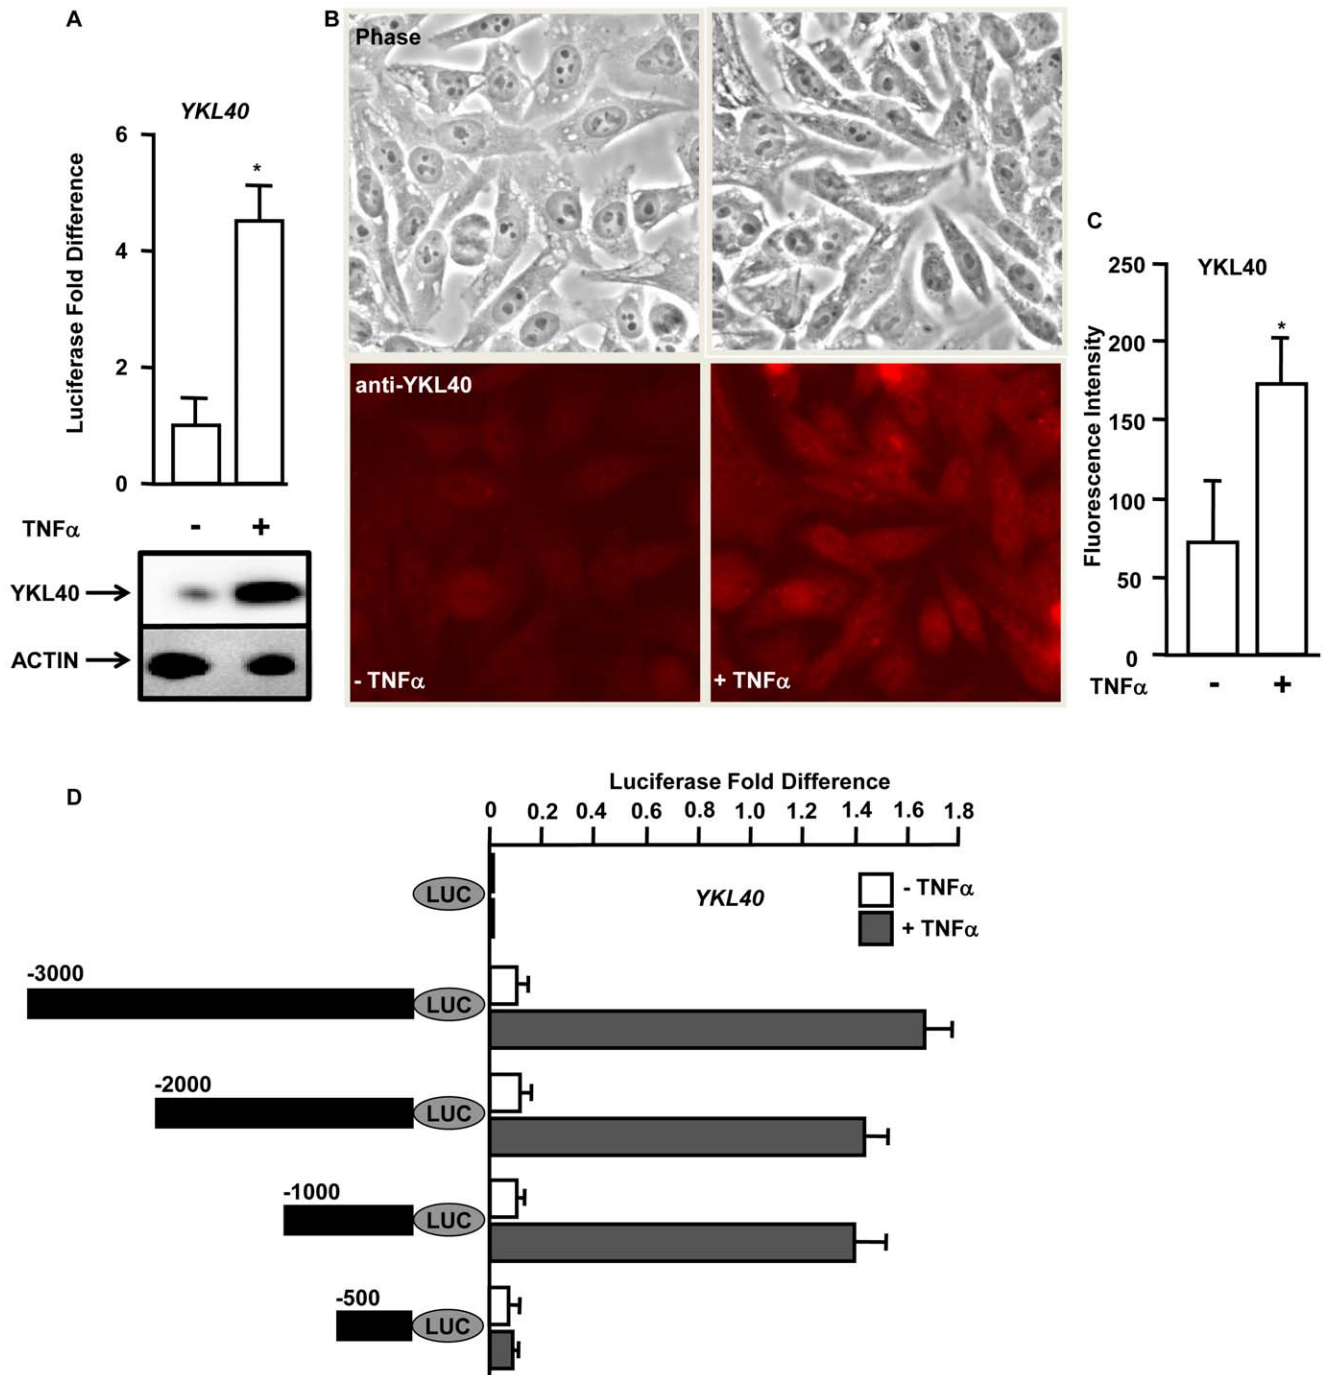 A
YKL40
Luciferase Fold Difference
6
4
2
0
*
TNFα - +
YKL40
ACTIN
B
Phase
anti-YKL40
- TNFα
+ TNFα
C
YKL40
Fluorescence Intensity
250
200
150
100
50
0
*
TNFα - +
D
Luciferase Fold Difference
0 0.2 0.4 0.6 0.8 1.0 1.2 1.4 1.6 1.8
YKL40
- TNFα
+ TNFα
LUC
-3000
LUC
-2000
LUC
-1000
LUC
-500
LUC